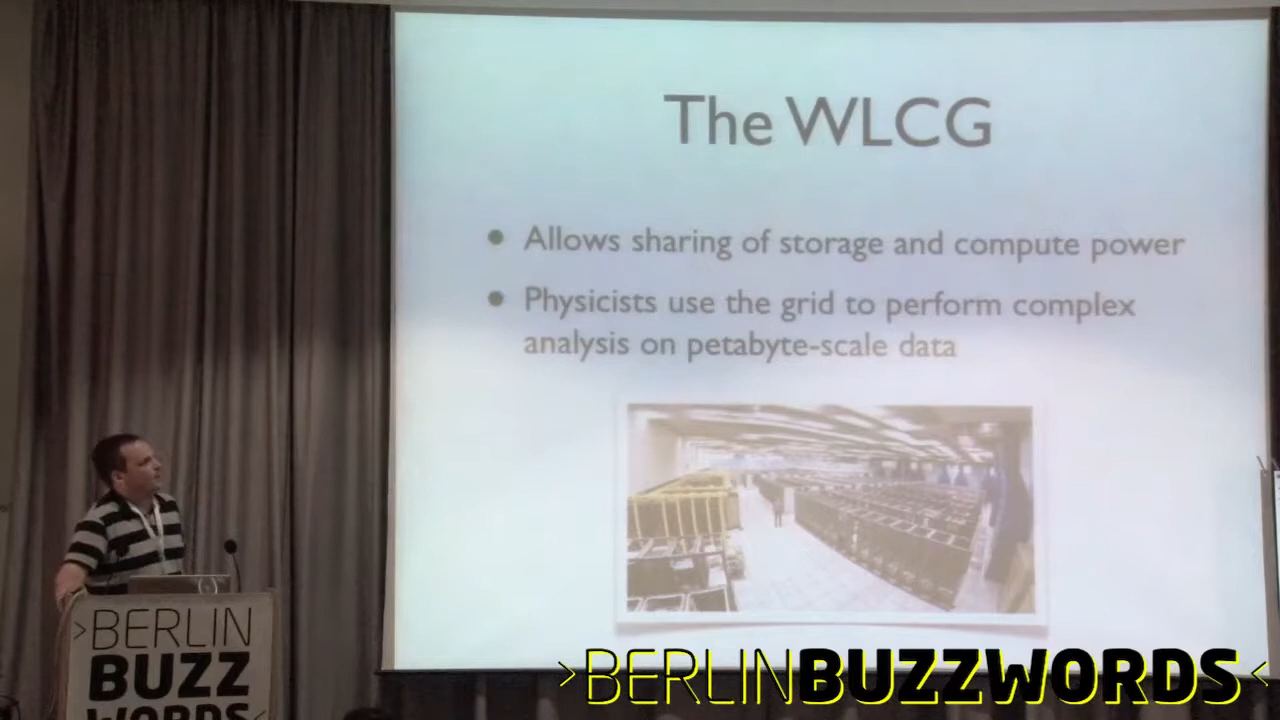 The WLCG
• Allows sharing of storage and compute power
• Physicists use the grid to perform complex
analysis on petabyte-scale data
>BERLIN
BUZZ
WORDS<
>BERLINBUZZWORDS<